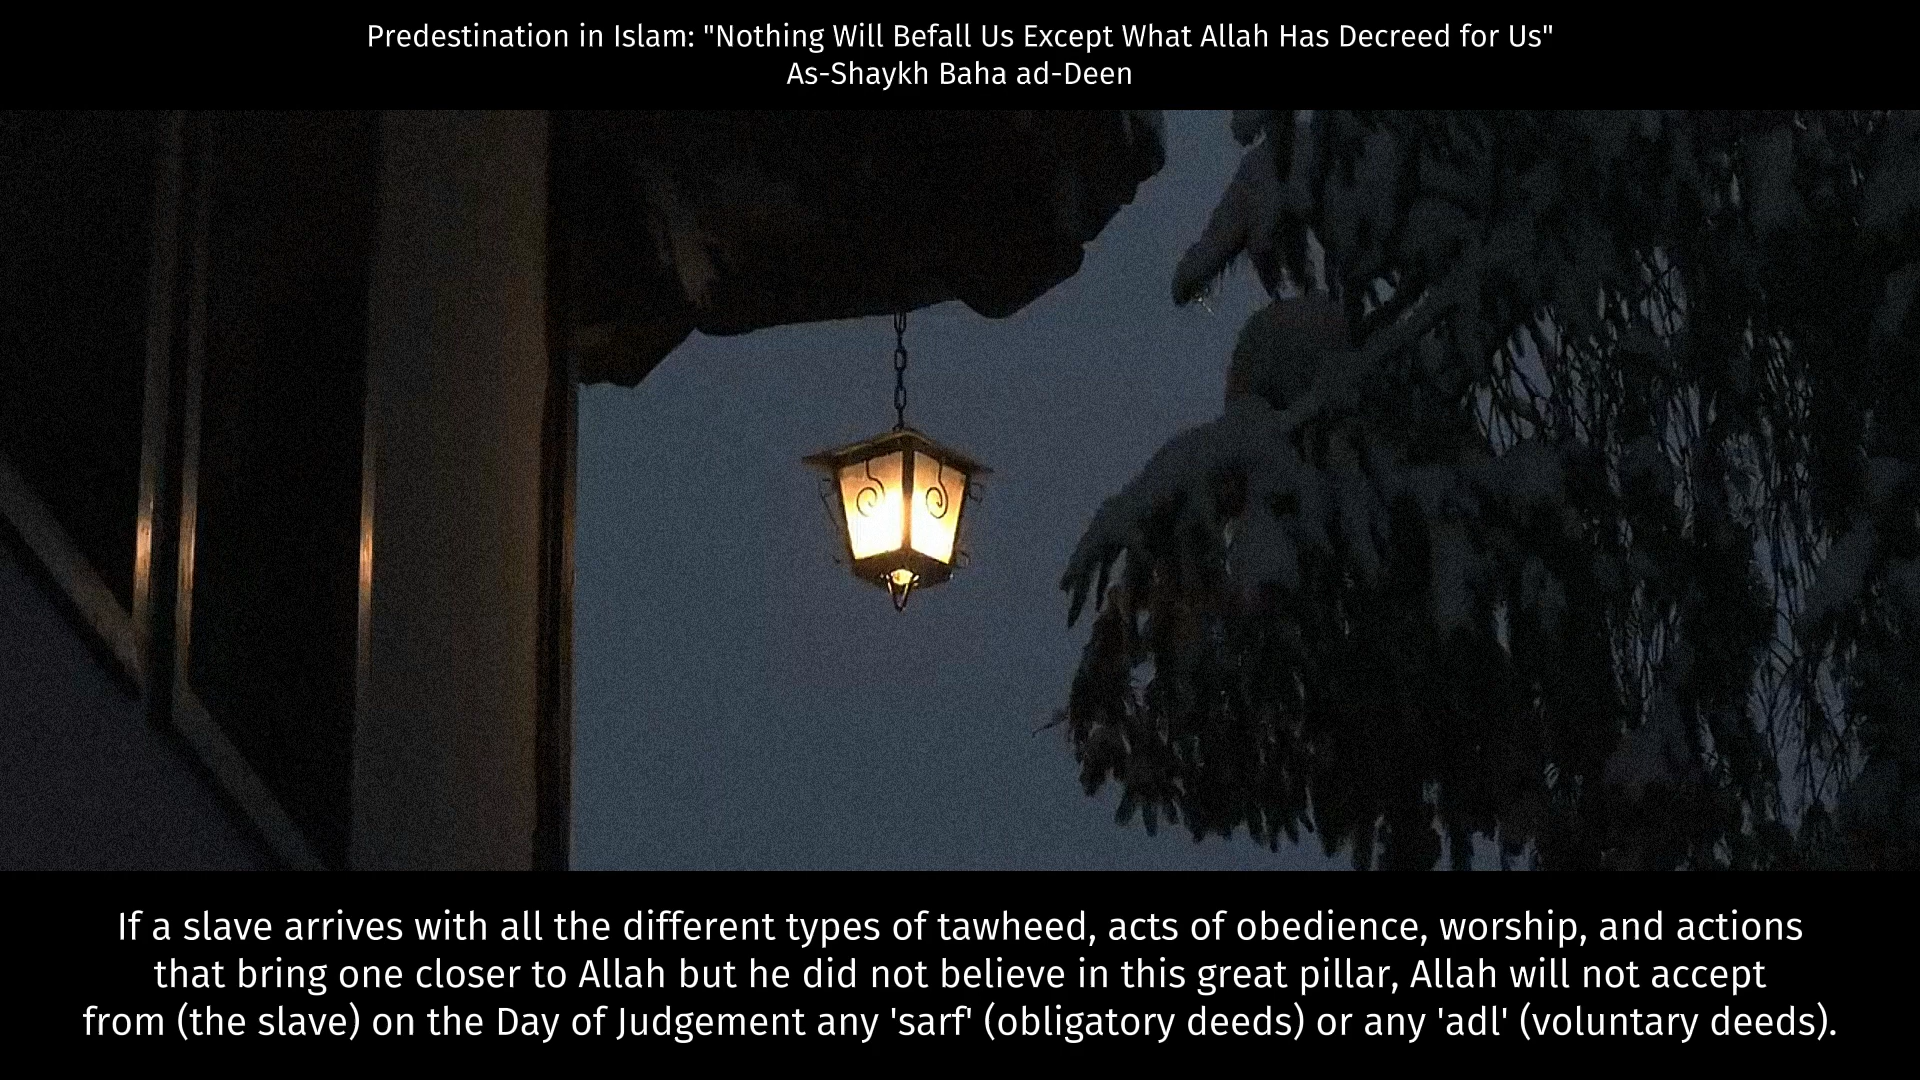 Predestination in Islam: "Nothing Will Befall Us Except What Allah Has Decreed for Us"
As-Shaykh Baha ad-Deen
If a slave arrives with all the different types of tawheed, acts of obedience, worship, and actions
that bring one closer to Allah but he did not believe in this great pillar, Allah will not accept
from (the slave) on the Day of Judgement any 'sarf' (obligatory deeds) or any 'adl' (voluntary deeds).